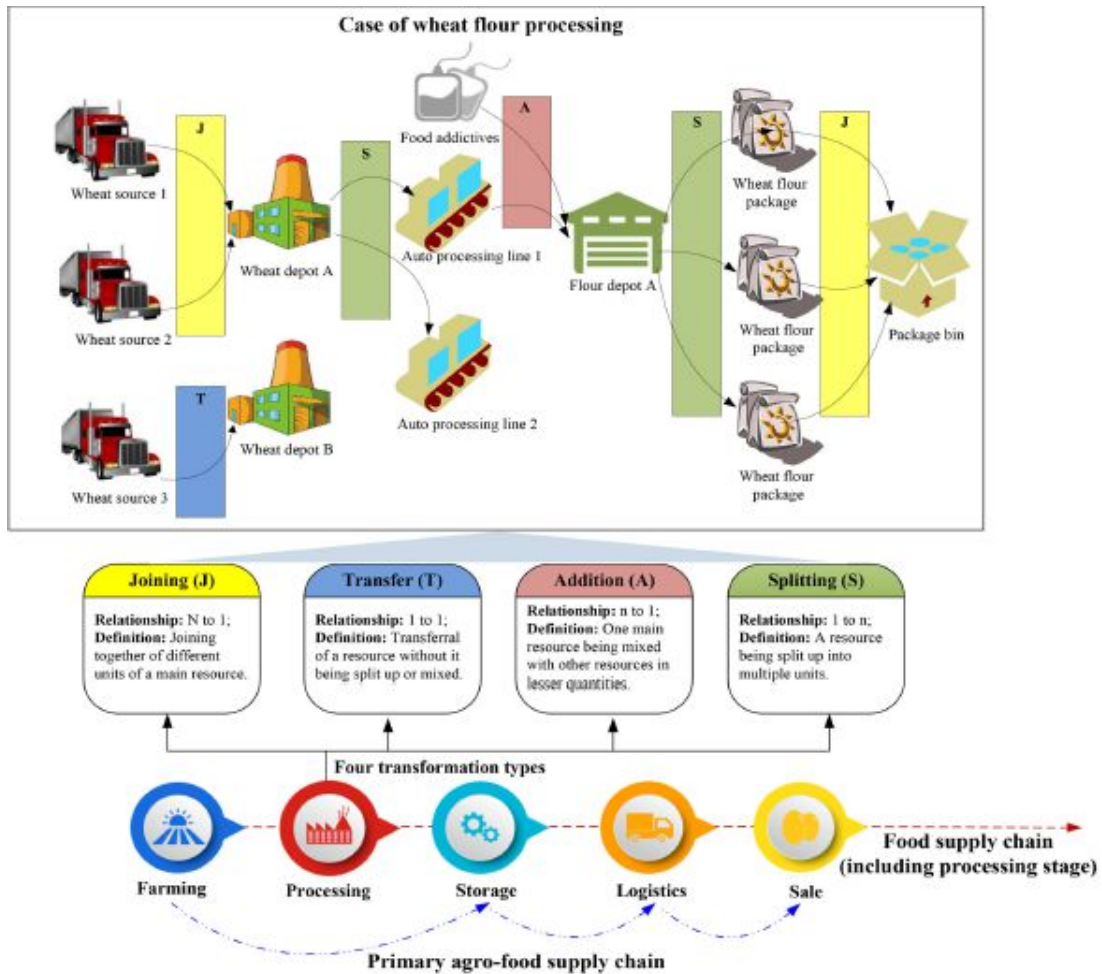 Case of wheat flour processing
J
A
S
J
S
Food addictives
Wheat source 1
Wheat depot A
Auto processing line 1
Wheat flour
package
Flour depot A
Wheat source 2
Wheat flour
package
Package bin
T
Wheat source 3
Wheat depot B
Auto processing line 2
Wheat flour
package
Joining (J)
Relationship: N to 1;
Definition: Joining
together of different
units of a main resource.
Transfer (T)
Relationship: 1 to 1;
Definition: Transferral
of a resource without it
being split up or mixed.
Addition (A)
Relationship: n to 1;
Definition: One main
resource being mixed
with other resources in
lesser quantities.
Splitting (S)
Relationship: 1 to n;
Definition: A resource
being split up into
multiple units.
Four transformation types
Farming
Processing
Storage
Logistics
Sale
Food supply chain
(including processing stage)
Primary agro-food supply chain